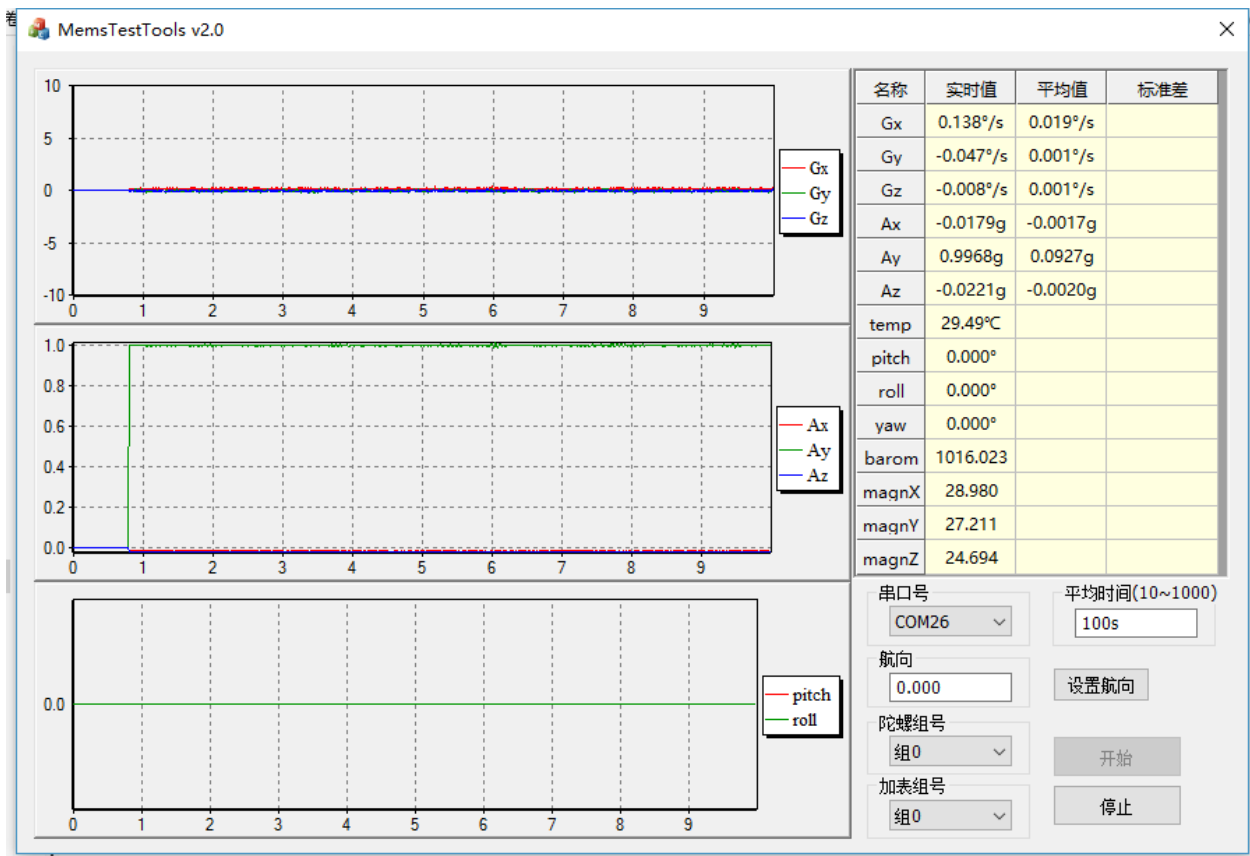 MemsTestTools v2.0
10
5
0
-5
-10
0 1 2 3 4 5 6 7 8 9
Gx
Gy
Gz
1.0
0.8
0.6
0.4
0.2
0.0
0 1 2 3 4 5 6 7 8 9
Ax
Ay
Az
0.0
0 1 2 3 4 5 6 7 8 9
pitch
roll
名称 实时值 平均值 标准差
Gx 0.138°/s 0.019°/s
Gy -0.047°/s 0.001°/s
Gz -0.008°/s 0.001°/s
Ax -0.0179g -0.0017g
Ay 0.9968g 0.0927g
Az -0.0221g -0.0020g
temp 29.49℃
pitch 0.000°
roll 0.000°
yaw 0.000°
barom 1016.023
magnX 28.980
magnY 27.211
magnZ 24.694
串口号 平均时间(10~1000)
COM26 100s
航向
0.000 设置航向
陀螺组号
组0 开始
加表组号
组0 停止